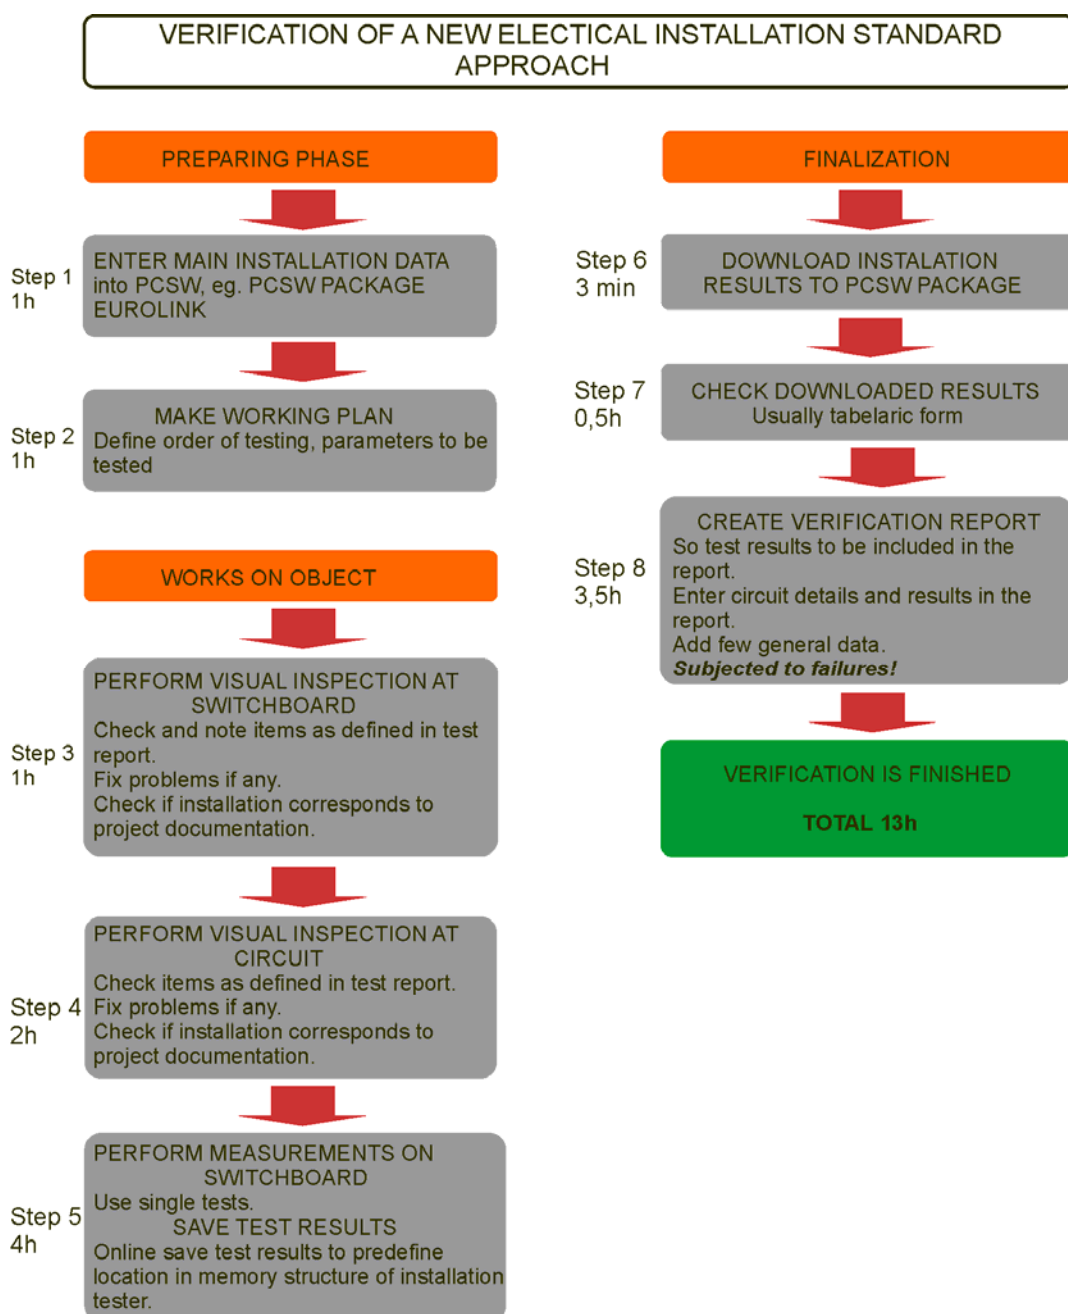 VERIFICATION OF A NEW ELECTICAL INSTALLATION STANDARD
APPROACH
PREPARING PHASE
Step 1
1h
ENTER MAIN INSTALLATION DATA
into PCSW, eg. PCSW PACKAGE
EUROLINK
Step 2
1h
MAKE WORKING PLAN
Define order of testing, parameters to be
tested
WORKS ON OBJECT
Step 3
1h
PERFORM VISUAL INSPECTION AT
SWITCHBOARD
Check and note items as defined in test
report.
Fix problems if any.
Check if installation corresponds to
project documentation.
Step 4
2h
PERFORM VISUAL INSPECTION AT
CIRCUIT
Check items as defined in test report.
Fix problems if any.
Check if installation corresponds to
project documentation.
Step 5
4h
PERFORM MEASUREMENTS ON
SWITCHBOARD
Use single tests.
SAVE TEST RESULTS
Online save test results to predefine
location in memory structure of installation
tester.
FINALIZATION
Step 6
3 min
DOWNLOAD INSTALATION
RESULTS TO PCSW PACKAGE
Step 7
0,5h
CHECK DOWNLOADED RESULTS
Usually tabelaric form
Step 8
3,5h
CREATE VERIFICATION REPORT
So test results to be included in the
report.
Enter circuit details and results in the
report.
Add few general data.
Subjected to failures!
VERIFICATION IS FINISHED
TOTAL 13h